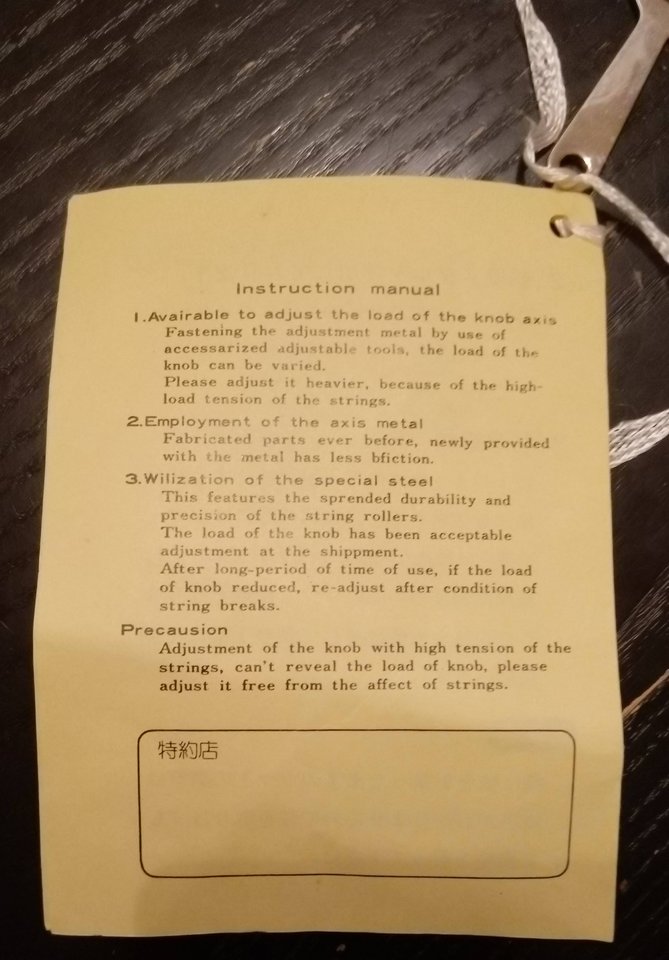 Instruction manual
1.Avairable to adjust the load of the knob axis
Fastening the adjustment metal by use of
accessarized adjustable tools, the load of the
knob can be varied.
Please adjust it heavier, because of the high-
load tension of the strings.
2.Employment of the axis metal
Fabricated parts ever before, newly provided
with the metal has less bfiction.
3.Wilization of the special steel
This features the sprended durability and
precision of the string rollers.
The load of the knob has been acceptable
adjustment at the shippment.
After long-period of time of use, if the load
of knob reduced, re-adjust after condition of
string breaks.
Precausion
Adjustment of the knob with high tension of the
strings, can't reveal the load of knob, please
adjust it free from the affect of strings.
特約店